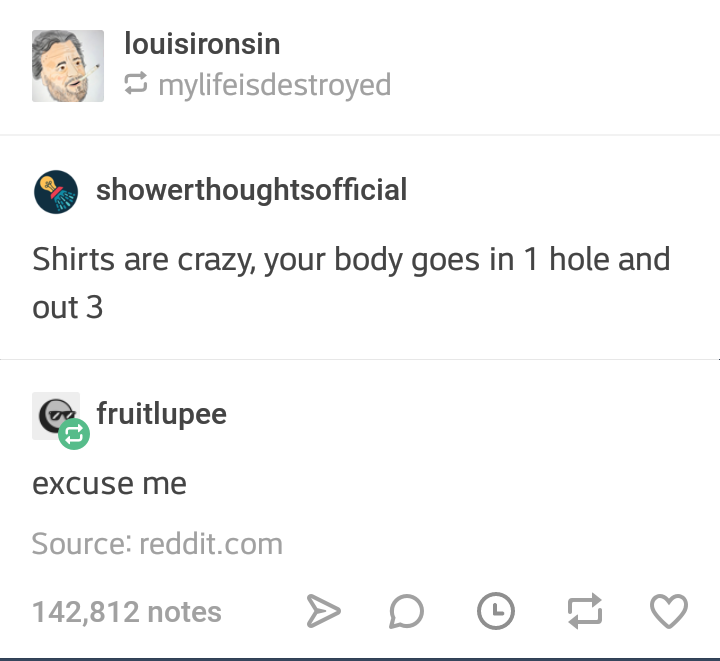 louisironsin
mylifeisdestroyed
showerthoughtsofficial
Shirts are crazy, your body goes in 1 hole and
out 3
fruitlupee
excuse me
Source: reddit.com
142,812 notes